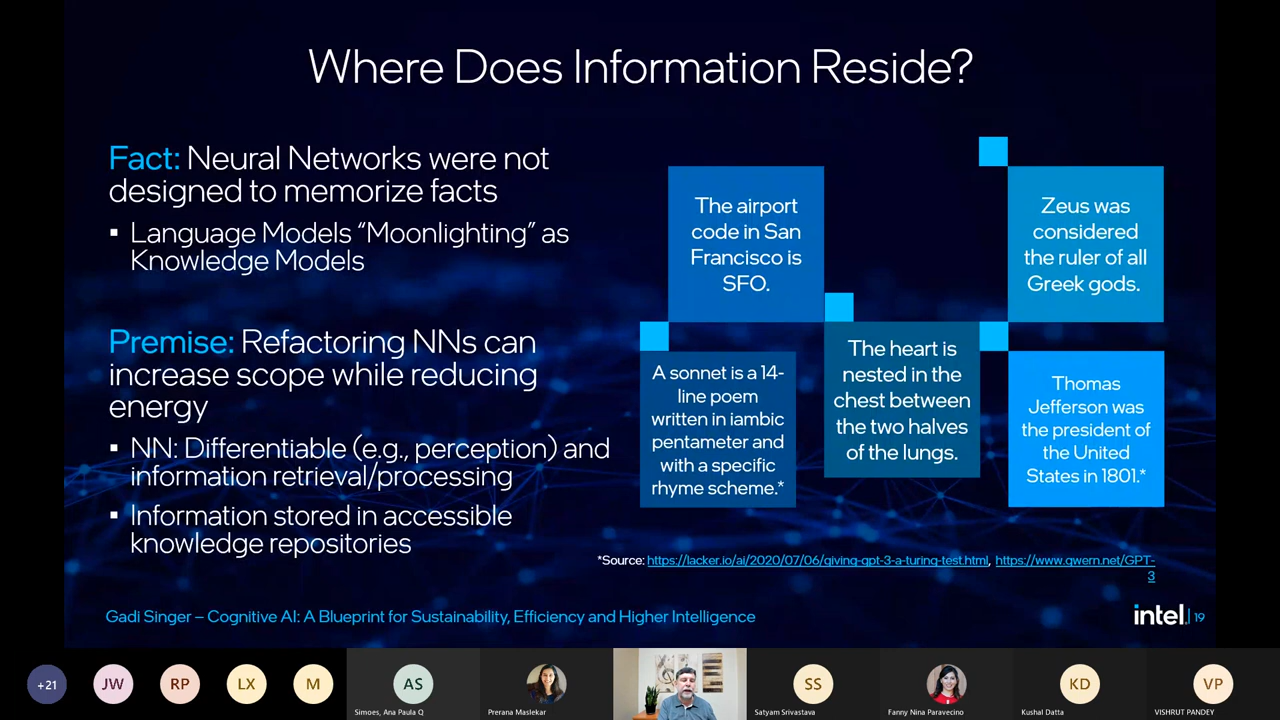 Where Does Information Reside?
Fact: Neural Networks were not
designed to memorize facts
▪ Language Models “Moonlighting” as
Knowledge Models
Premise: Refactoring NNs can
increase scope while reducing
energy
▪ NN: Differentiable (e.g., perception) and
information retrieval/processing
▪ Information stored in accessible
knowledge repositories
The airport
code in San
Francisco is
SFO.
Zeus was
considered
the ruler of all
Greek gods.
A sonnet is a 14-
line poem
written in iambic
pentameter and
with a specific
rhyme scheme.*
The heart is
nested in the
chest between
the two halves
of the lungs.
Thomas
Jefferson was
the president of
the United
States in 1801.*
*Source: https://lacker.io/ai/2020/07/06/giving-gpt-3-a-turing-test.html, https://www.gwern.net/GPT-
3
Gadi Singer – Cognitive AI: A Blueprint for Sustainability, Efficiency and Higher Intelligence
intel. | 19
+21
JW
RP
LX
M
AS
SS
KD
VP
Simoes, Ana Paula Q
Prerana Maslekar
Satyam Srivastava
Fanny Nina Paravecino
Kushal Datta
VISHRUT PANDEY